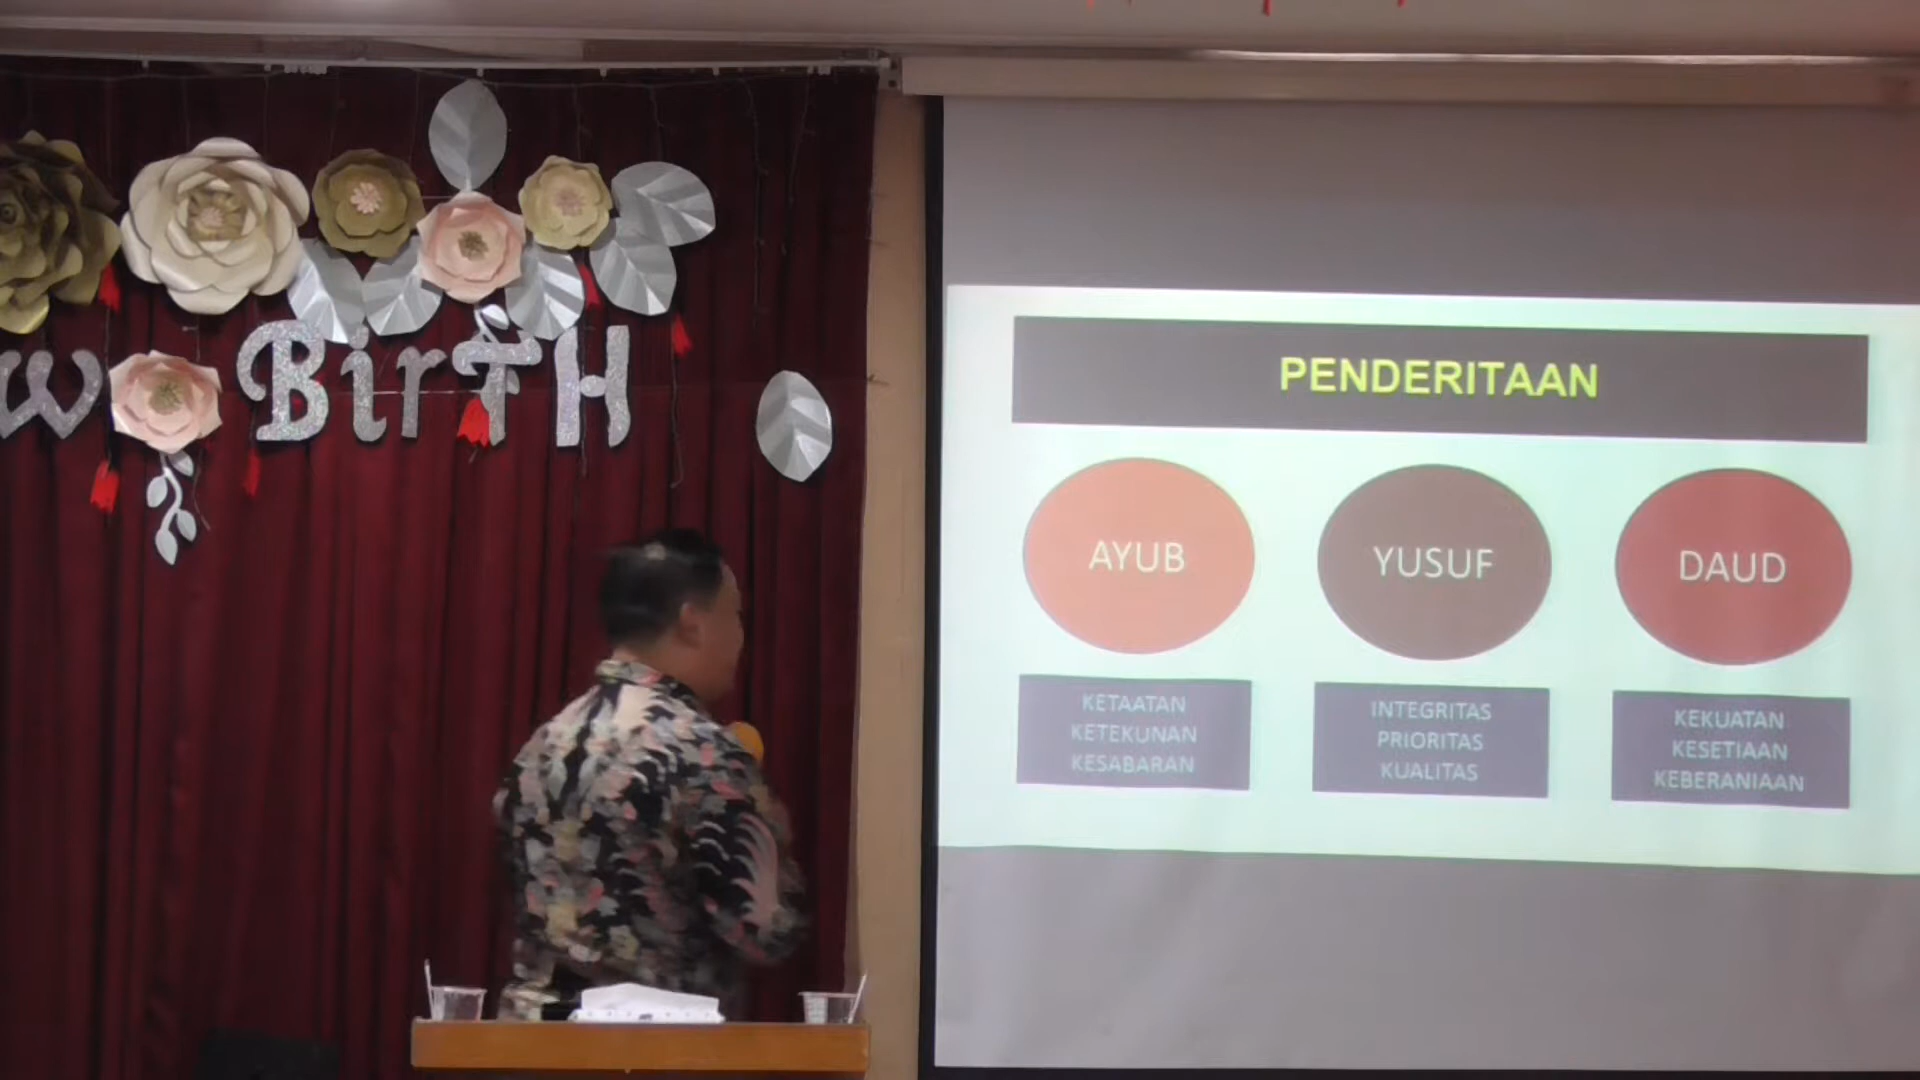 w BirTH
PENDERITAAN
AYUB
YUSUF
DAUD
KETAATAN
KETEKUNAN
KESABARAN
INTEGRITAS
PRIORITAS
KUALITAS
KEKUATAN
KESETIAAN
KEBERANIAAN